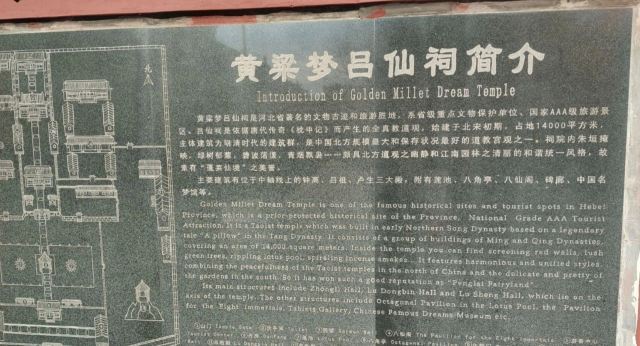 黄粱梦吕仙祠简介
Introduction of Golden Millet Dream Temple
黄粱梦吕仙祠是河北省著名的文物古迹和旅游胜地，系省级重点文物保护单位、国家AAA级旅游景
区。吕仙祠是依据唐代传奇《枕中记》而产生的全真教道观，始建于北宋初期，占地14000平方米，
主体建筑为明清时代的建筑群，是中国北方规模最大和保存状况最好的道教宫观之一。祠院内朱垣掩
映，绿树郁蓊，碧波荡漾，青烟飘袅……颇具北方道观之幽静和江南园林之清丽的和谐统一风格，故
素有“蓬莱仙境”之美誉。
主要建筑有位于中轴线上的钟离、吕祖、卢生三大殿；附有莲池、八角亭、八仙阁、碑廊、中国名
梦馆等。
Golden Millet Dream Temple is one of the famous historical sites and tourist spots in Hebei
Province, which is a prior-protected historical site of the Province, National Grade AAA Tourist
Attraction. It is a Taoist temple which was built in early Northern Song Dynasty based on a legendary
tale "A pillow" in the Tang Dynasty. It consists of a group of buildings of Ming and Qing Dynasties,
covering an area of 14,000 square meters. Inside the temple you can find screening red walls, lush
green trees, rippling lotus pool, spiraling incense smokes... It features harmonious and unified styles,
combining the peacefulness of the Taoist temples in the north of China and the delicate and pretty of
the gardens in the south. So it has won such a good reputation as "Penglai Fairyland".
Its main structures include Zhongli Hall, Lu Dongbin Hall and Lu Sheng Hall, which lie on the
axis of the temple. The other structures include Octagonal Pavilion in the Lotus Pool, the Pavilion
for the Eight Immortals, Tablets Gallery, Chinese Famous Dreams Museum etc.